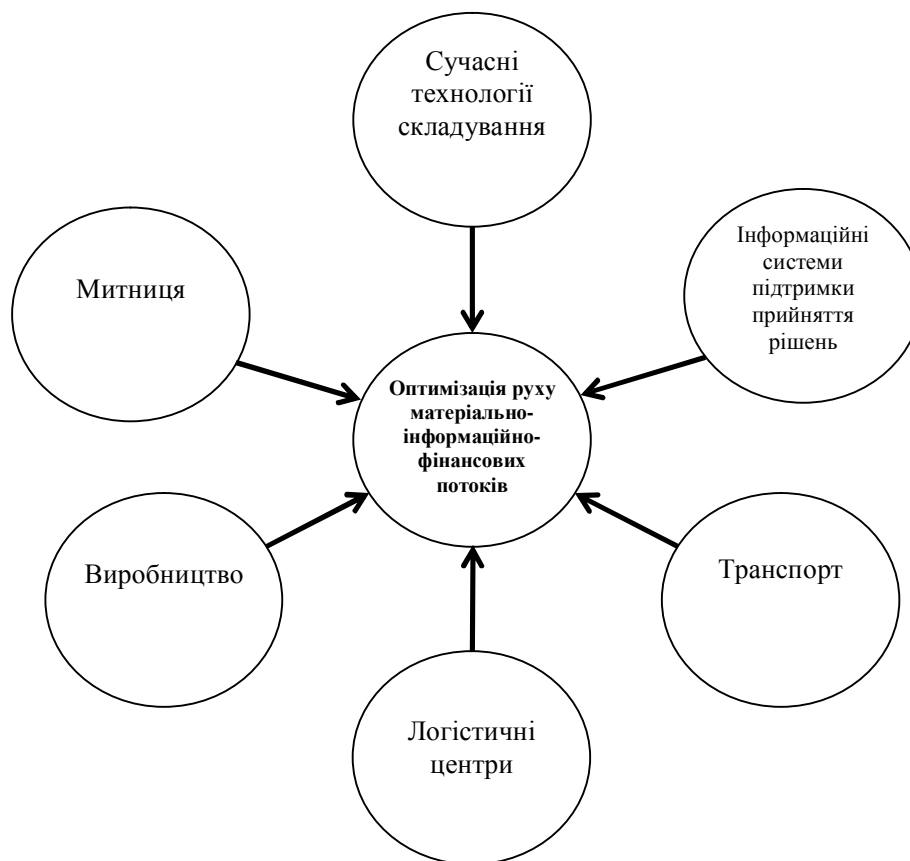 Сучасні
технології
складування
Інформаційні
системи
підтримки
прийняття
рішень
Митниця
Оптимізація руху
матеріально-
інформаційно-
фінансових
потоків
Виробництво
Транспорт
Логістичні
центри